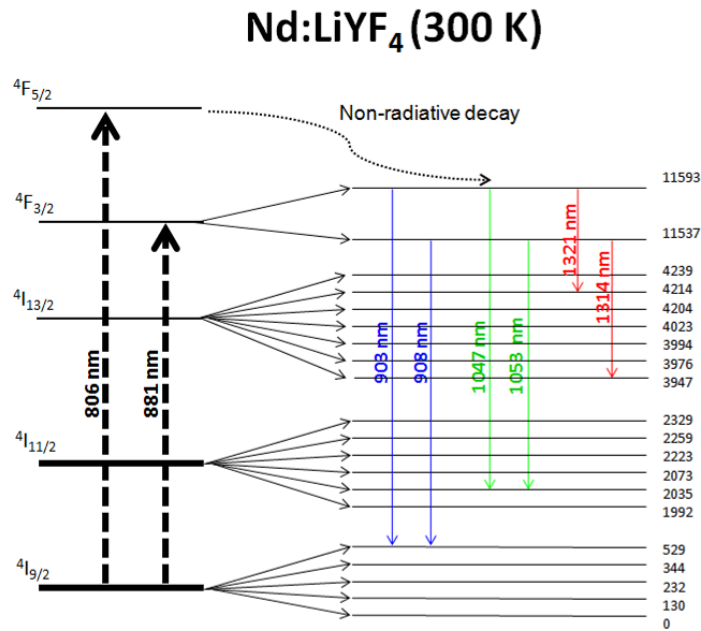 Nd:LiYF₄ (300 K)
⁴F₅/₂
Non-radiative decay
11593
⁴F₃/₂
11537
1321 nm
4239
4214
⁴I₁₃/₂
1314 nm
4204
4023
903 nm
908 nm
3994
806 nm
881 nm
1047 nm
1053 nm
3976
3947
2329
⁴I₁₁/₂
2259
2223
2073
2035
1992
529
⁴I₉/₂
344
232
130
0